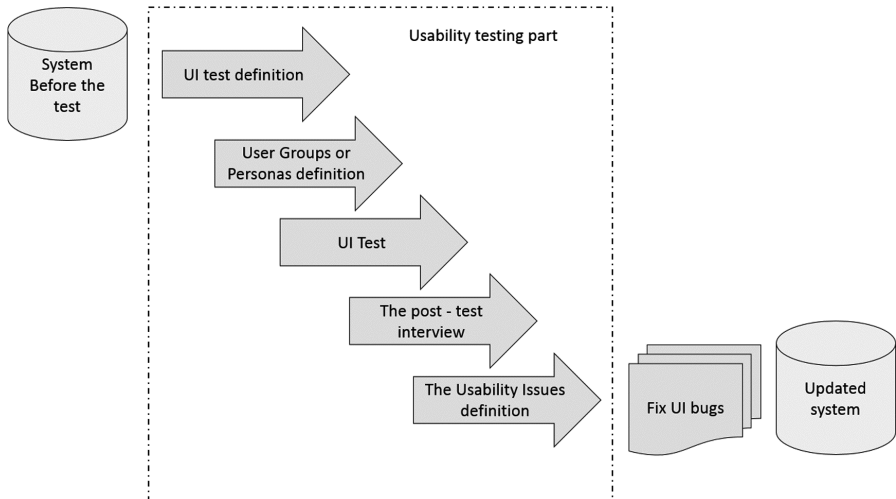 Usability testing part
System
Before the
test
UI test definition
User Groups or
Personas definition
UI Test
The post - test
interview
The Usability Issues
definition
Fix UI bugs
Updated
system